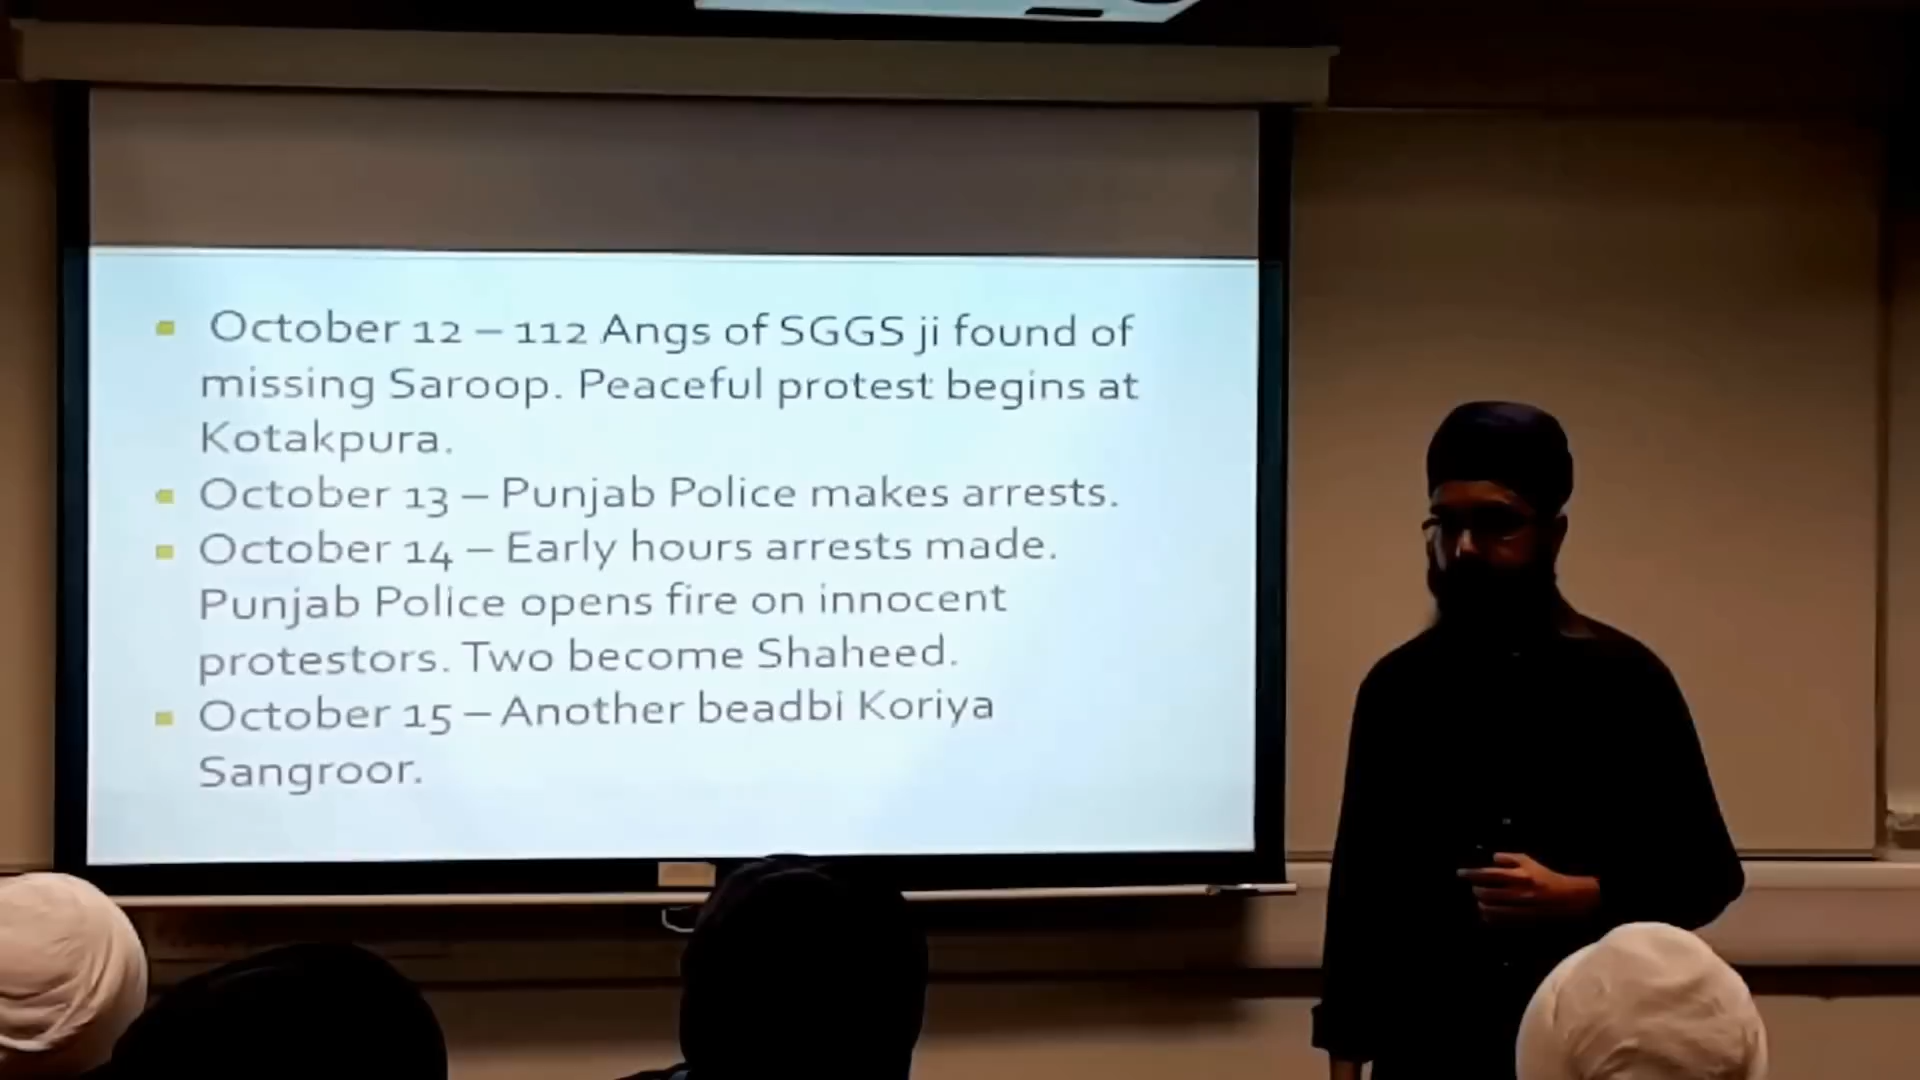 October 12 – 112 Angs of SGGS ji found of
missing Saroop. Peaceful protest begins at
Kotakpura.
October 13 – Punjab Police makes arrests.
October 14 – Early hours arrests made.
Punjab Police opens fire on innocent
protestors. Two become Shaheed.
October 15 – Another beadbi Koriya
Sangroor.